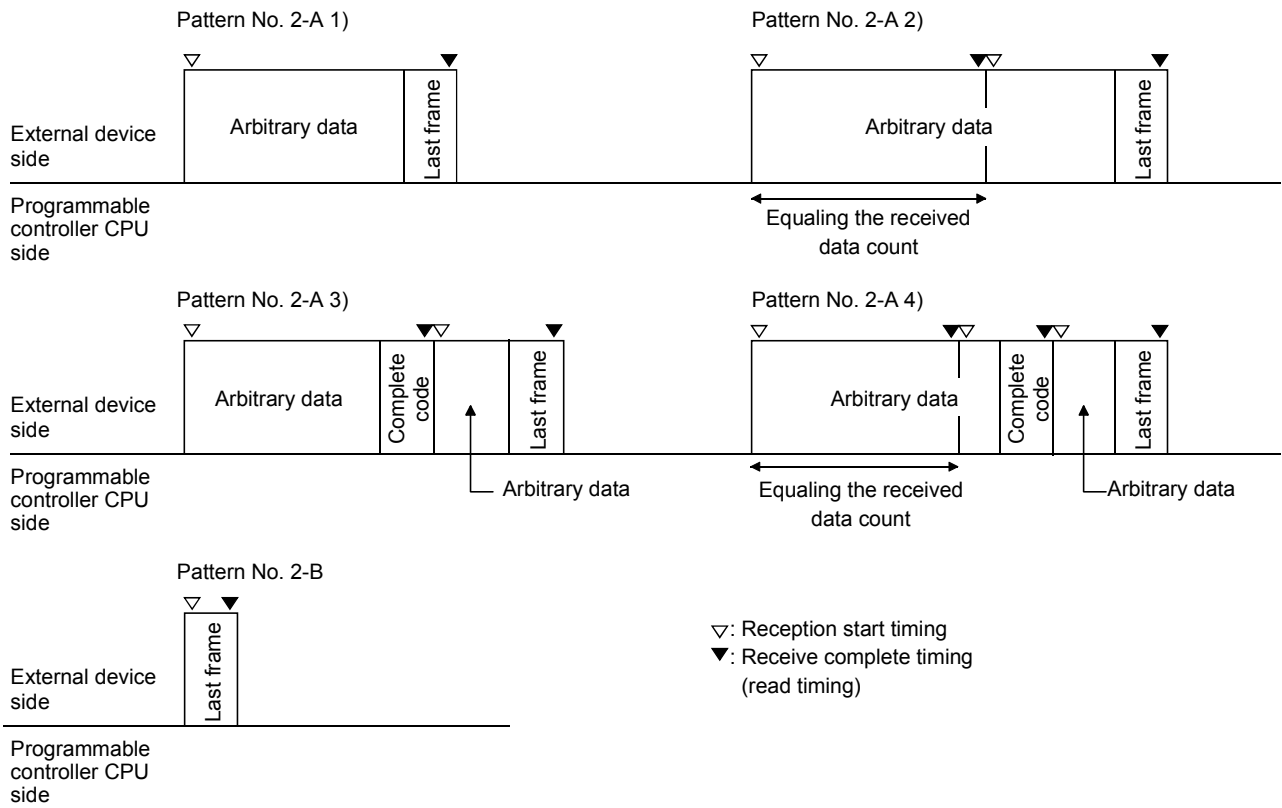 Pattern No. 2-A 1)
Arbitrary data
Last frame
External device
side
Programmable
controller CPU
side
Pattern No. 2-A 2)
Arbitrary data
Last frame
Equaling the received
data count
Pattern No. 2-A 3)
Arbitrary data
Complete
code
Last frame
External device
side
Programmable
controller CPU
side
Arbitrary data
Pattern No. 2-A 4)
Arbitrary data
Complete
code
Last frame
Equaling the received
data count
Arbitrary data
Pattern No. 2-B
Last frame
External device
side
Programmable
controller CPU
side
▽: Reception start timing
▼: Receive complete timing
(read timing)